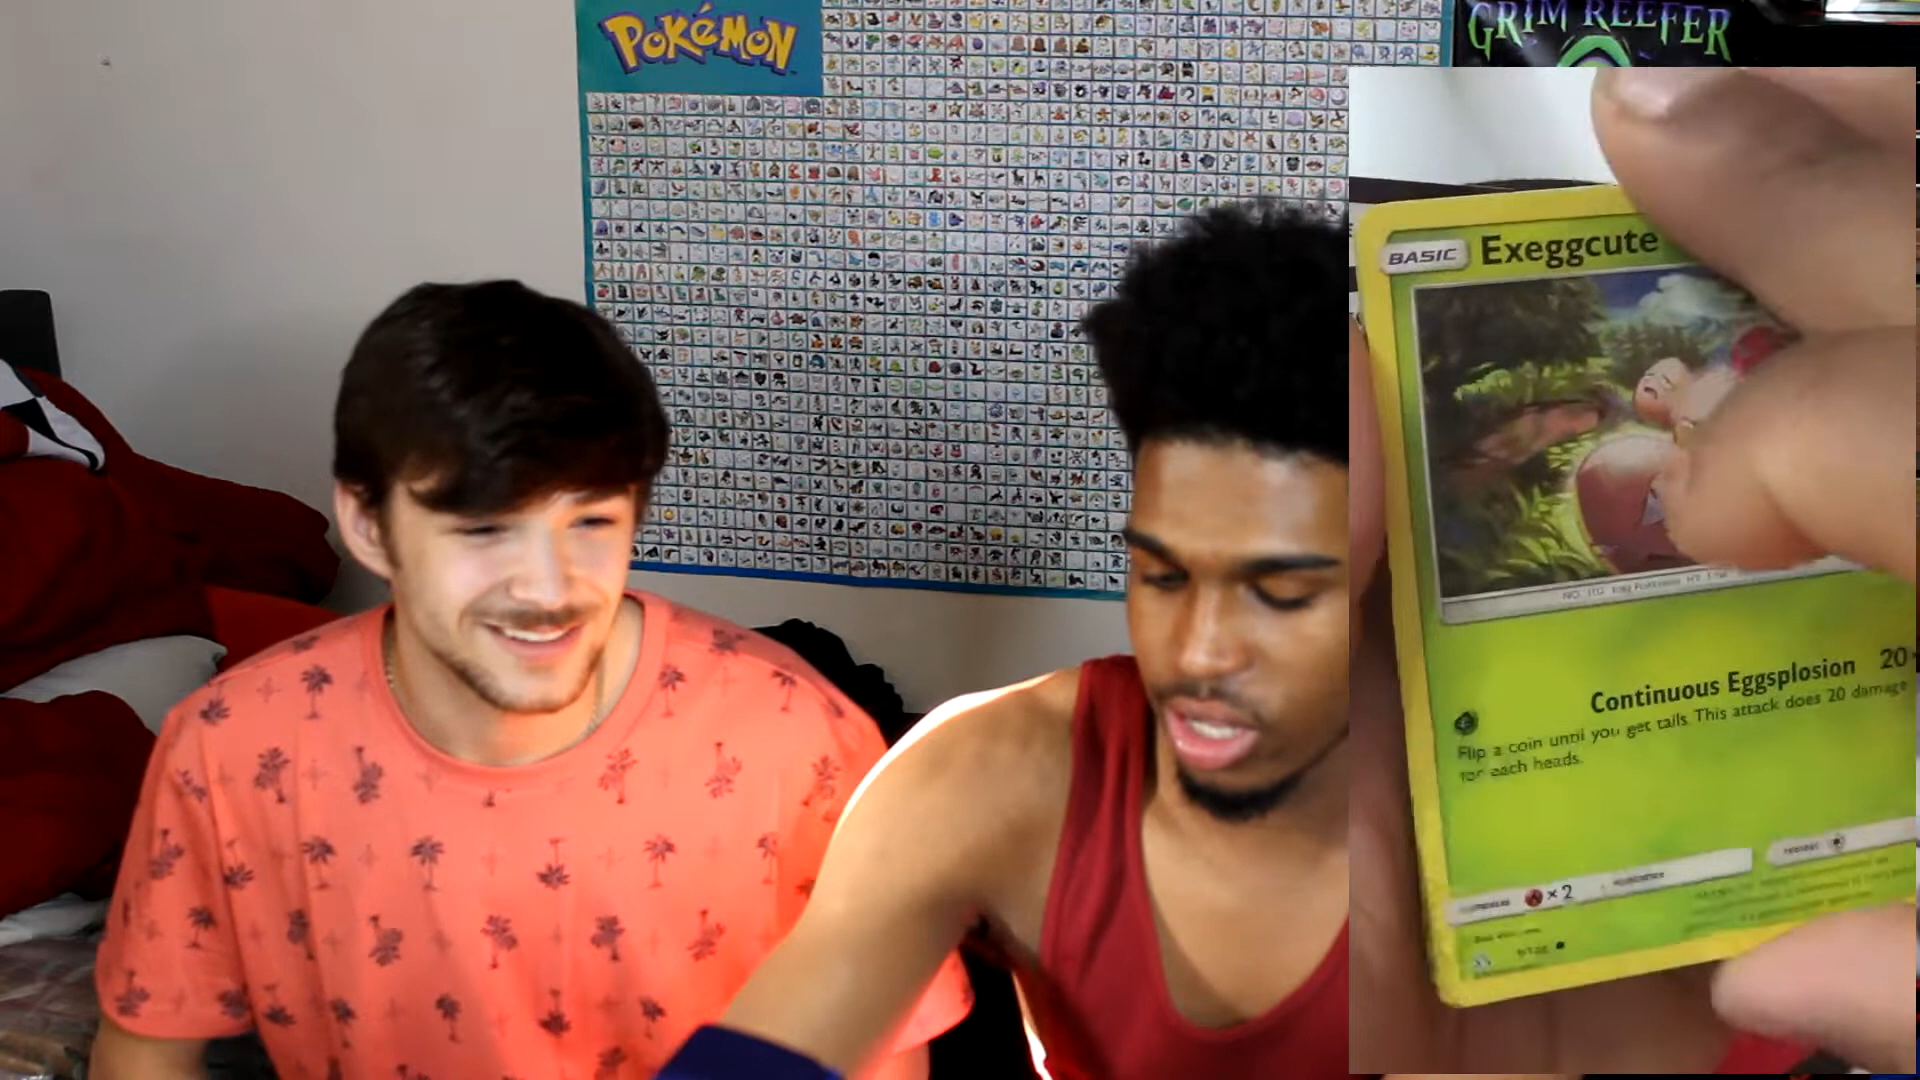 POKéMON
GRIM REEFER
BASIC Exeggcute
Continuous Eggsplosion 20
Flip a coin until you get tails. This attack does 20 damage
for each heads.
×2